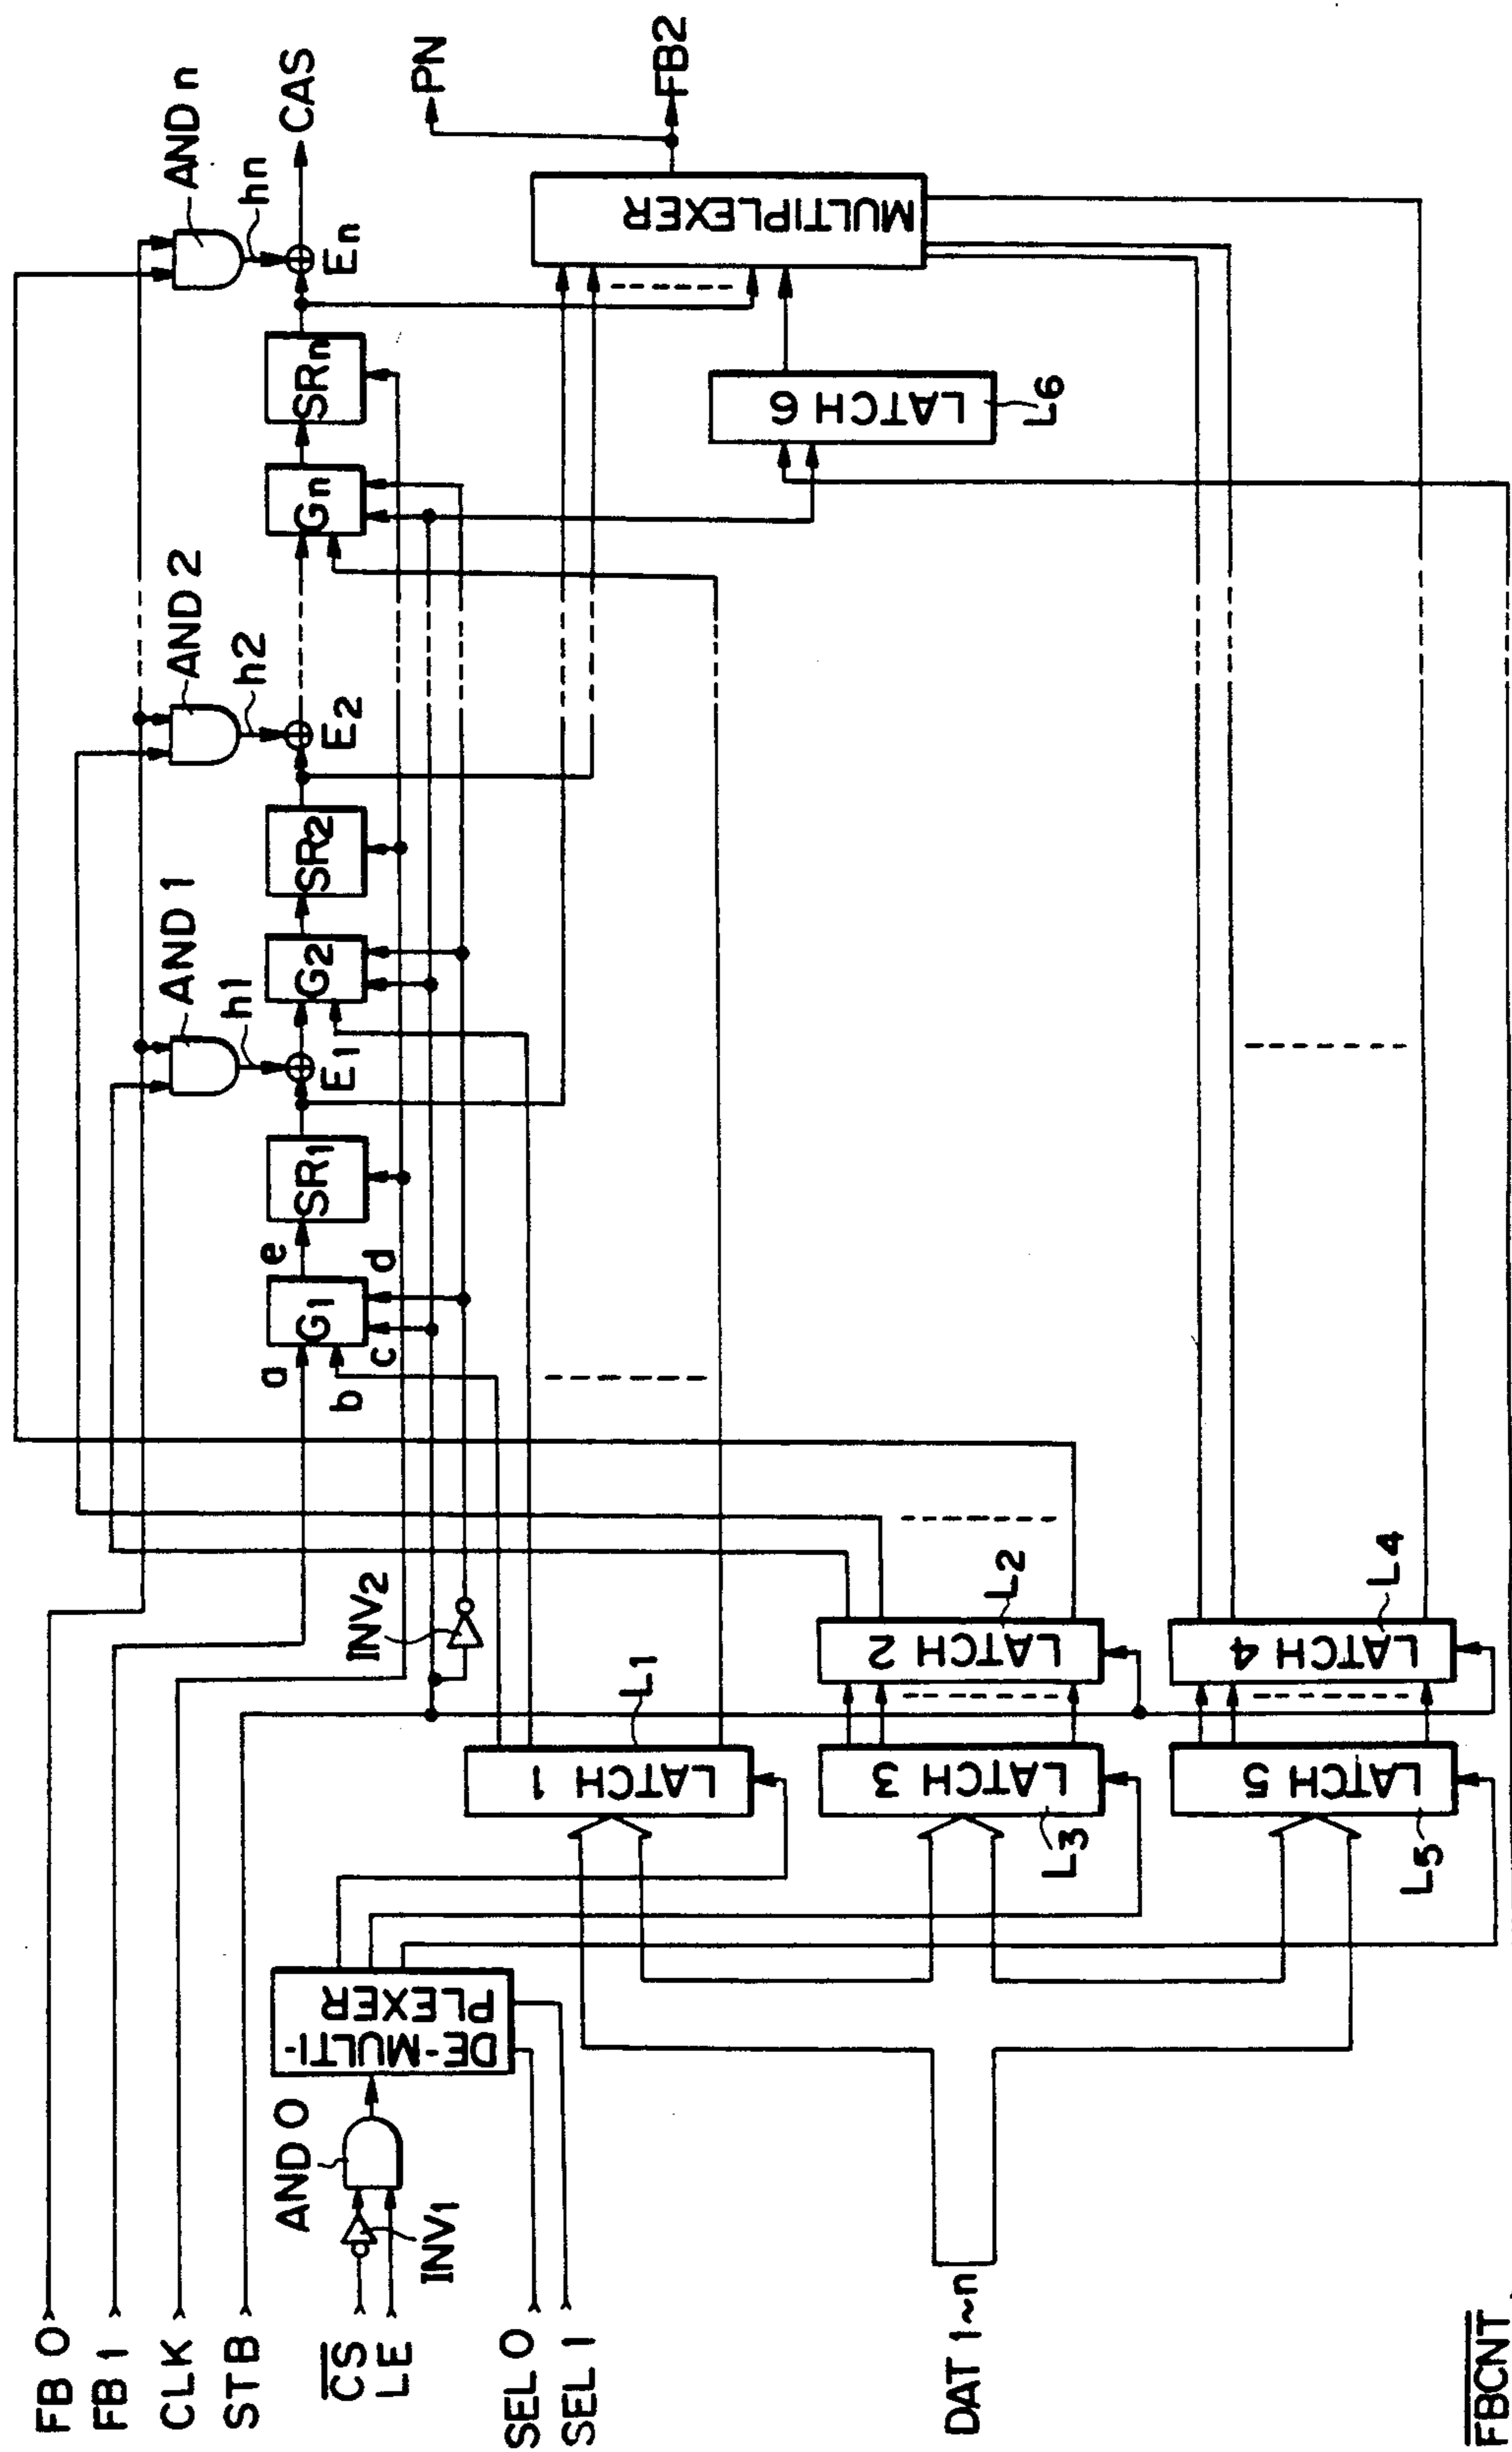 FB 0
FB 1
CLK
STB
CS
LE
SEL 0
SEL 1
DAT 1~n
FBCNT
INV1
AND 0
DE-MULTI-
PLEXER
LATCH 1
L1
LATCH 3
L3
LATCH 5
L5
LATCH 2
L2
LATCH 4
L4
INV2
a
b
c
d
e
G1
SR1
E1
h1
AND 1
G2
SR2
E2
h2
AND 2
Gn
SRn
En
hn
AND n
CAS
LATCH 6
L6
MULTIPLEXER
PN
FB2